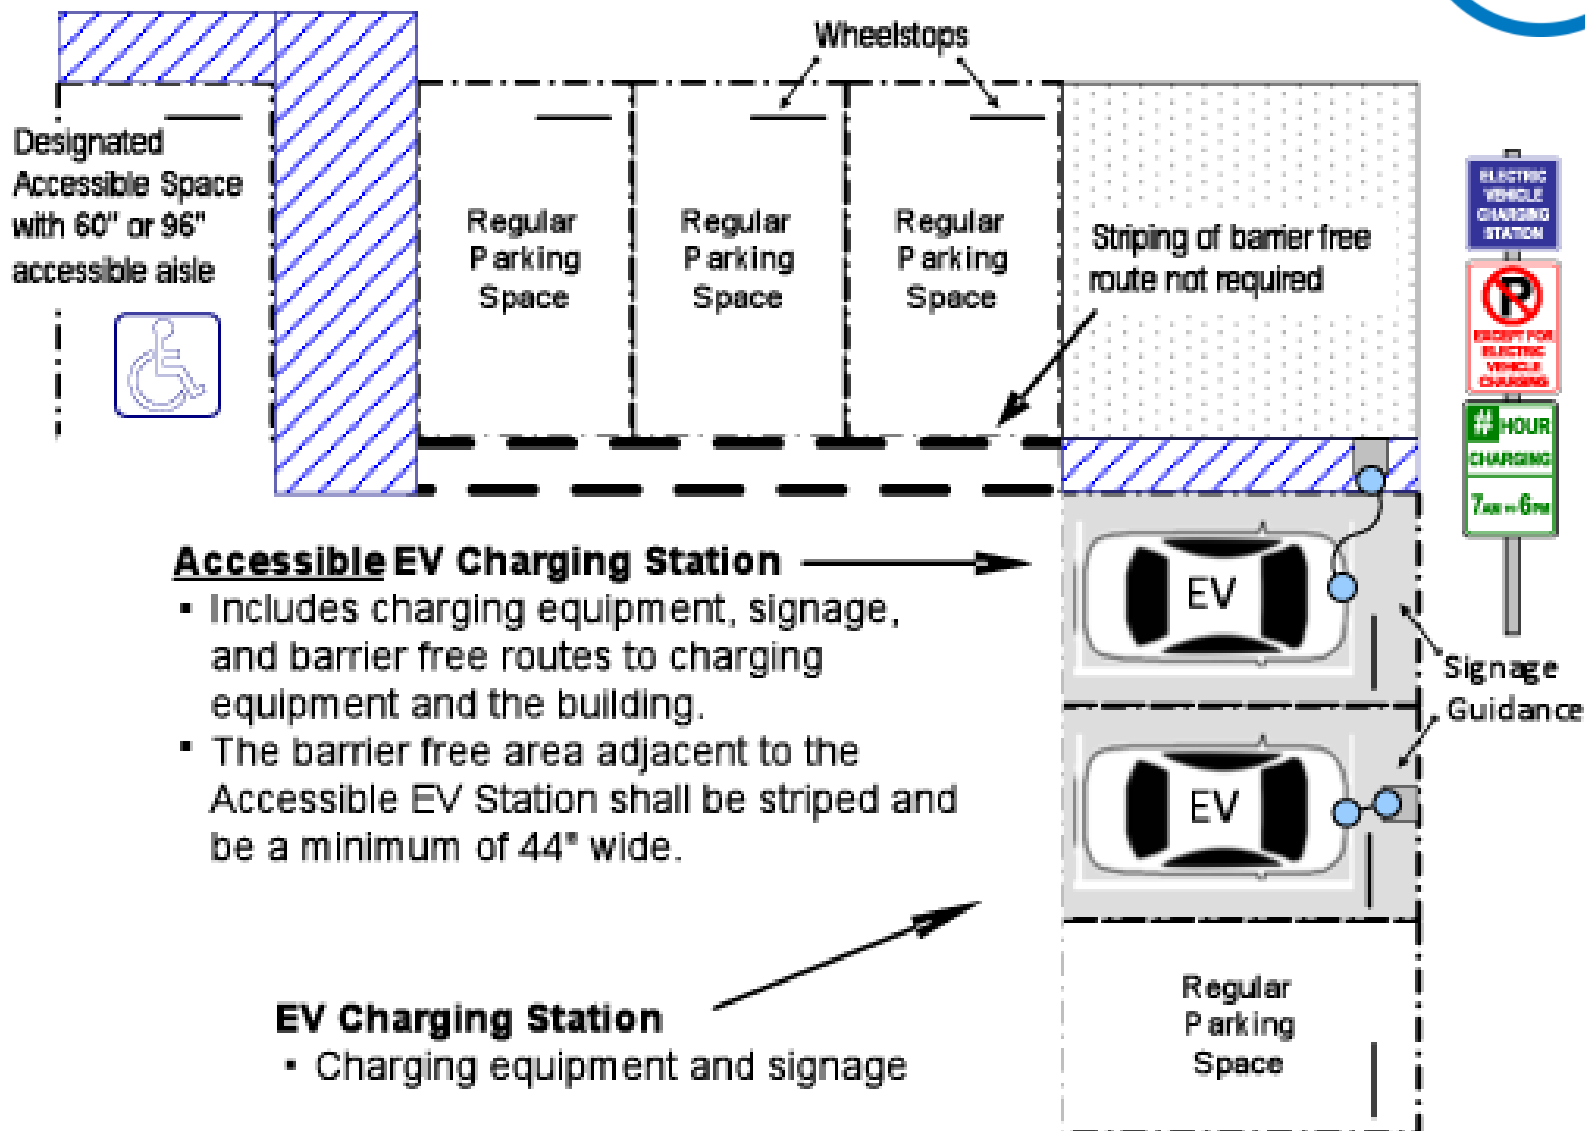 Wheelstops
Designated
Accessible Space
with 60" or 96"
accessible aisle
Regular
Parking
Space
Regular
Parking
Space
Regular
Parking
Space
Striping of barrier free
route not required
ELECTRIC
VEHICLE
CHARGING
STATION
P
EXCEPT FOR
ELECTRIC
VEHICLE
CHARGING
# HOUR
CHARGING
7AM TO 6PM
Accessible EV Charging Station
▪ Includes charging equipment, signage,
and barrier free routes to charging
equipment and the building.
▪ The barrier free area adjacent to the
Accessible EV Station shall be striped and
be a minimum of 44" wide.
EV
Signage
Guidance
EV
EV Charging Station
▪ Charging equipment and signage
Regular
Parking
Space